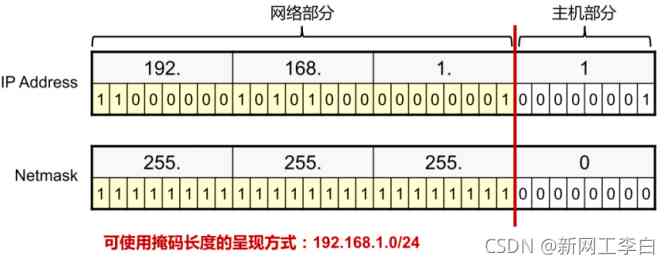 网络部分 主机部分
192. 168. 1. 1
IP Address
1 1 0 0 0 0 0 0 1 0 1 0 1 0 0 0 0 0 0 0 0 0 0 1 0 0 0 0 0 0 0 1
255. 255. 255. 0
Netmask
1 1 1 1 1 1 1 1 1 1 1 1 1 1 1 1 1 1 1 1 1 1 1 1 0 0 0 0 0 0 0 0
可使用掩码长度的呈现方式：192.168.1.0/24
CSDN @新网工李白